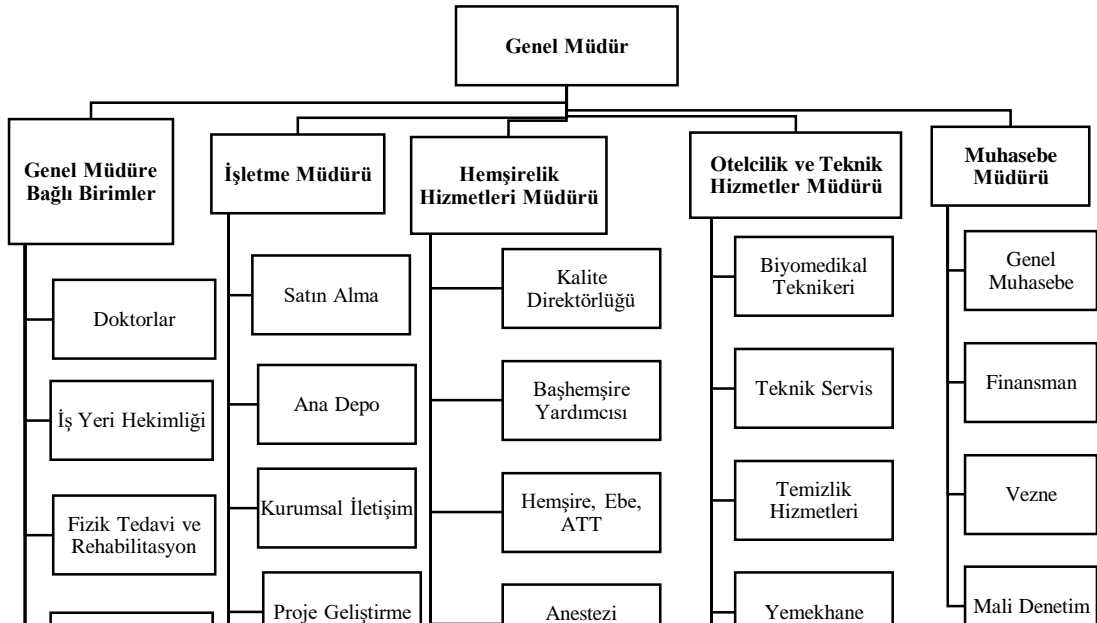 Genel Müdür
Genel Müdüre
Bağlı Birimler
Doktorlar
İş Yeri Hekimliği
Fizik Tedavi ve
Rehabilitasyon
İşletme Müdürü
Satın Alma
Ana Depo
Kurumsal İletişim
Proje Geliştirme
Hemşirelik
Hizmetleri Müdürü
Kalite
Direktörlüğü
Başhemşire
Yardımcısı
Hemşire, Ebe,
ATT
Anestezi
Otelcilik ve Teknik
Hizmetler Müdürü
Biyomedikal
Teknikeri
Teknik Servis
Temizlik
Hizmetleri
Yemekhane
Muhasebe
Müdürü
Genel
Muhasebe
Finansman
Vezne
Mali Denetim